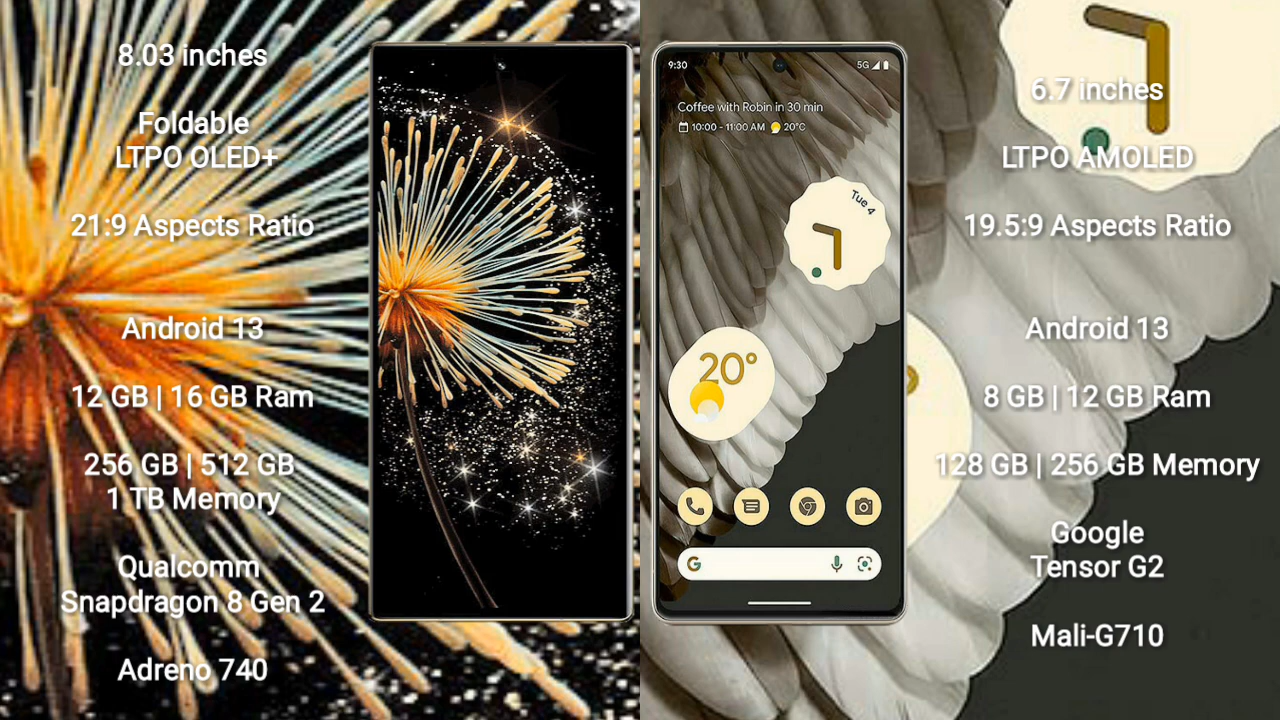 8.03 inches
Foldable
LTPO OLED+
21:9 Aspects Ratio
Android 13
12 GB | 16 GB Ram
256 GB | 512 GB
1 TB Memory
Qualcomm
Snapdragon 8 Gen 2
Adreno 740
9:30
5G
Coffee with Robin in 30 min
10:00 - 11:00 AM 20°C
Tue 4
20°
G
6.7 inches
LTPO AMOLED
19.5:9 Aspects Ratio
Android 13
8 GB | 12 GB Ram
128 GB | 256 GB Memory
Google
Tensor G2
Mali-G710